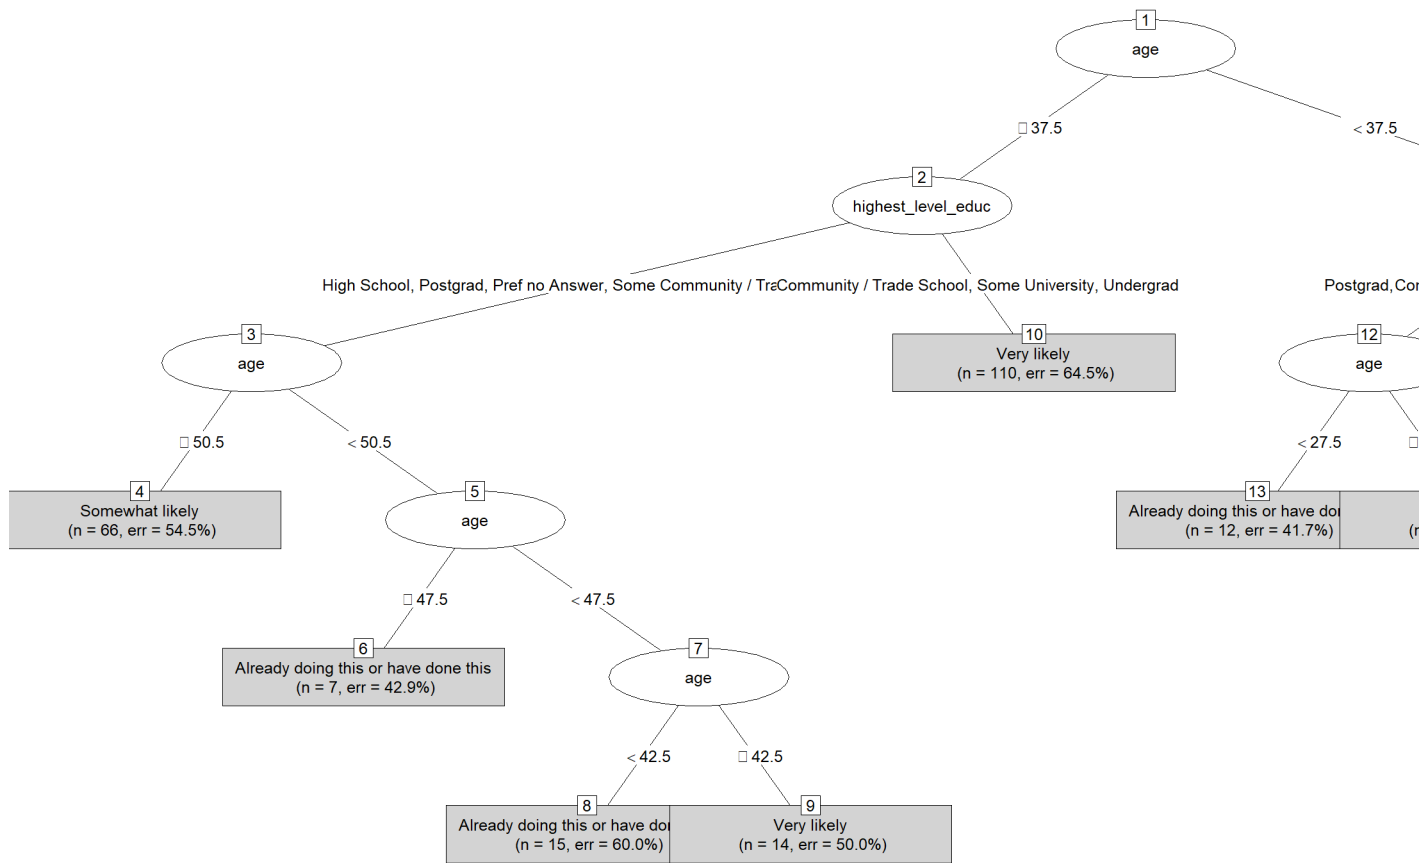 1
age
□ 37.5
< 37.5
2
highest_level_educ
High School, Postgrad, Pref no Answer, Some Community /
Community / Trade School, Some University, Undergrad
Postgrad,
3
age
10
Very likely
(n = 110, err = 64.5%)
12
age
□ 50.5
< 50.5
< 27.5
□
4
Somewhat likely
(n = 66, err = 54.5%)
5
age
13
Already doing this or have
(n = 12, err = 41.7%)
□ 47.5
< 47.5
6
Already doing this or have done this
(n = 7, err = 42.9%)
7
age
< 42.5
□ 42.5
8
Already doing this or have
(n = 15, err = 60.0%)
9
Very likely
(n = 14, err = 50.0%)